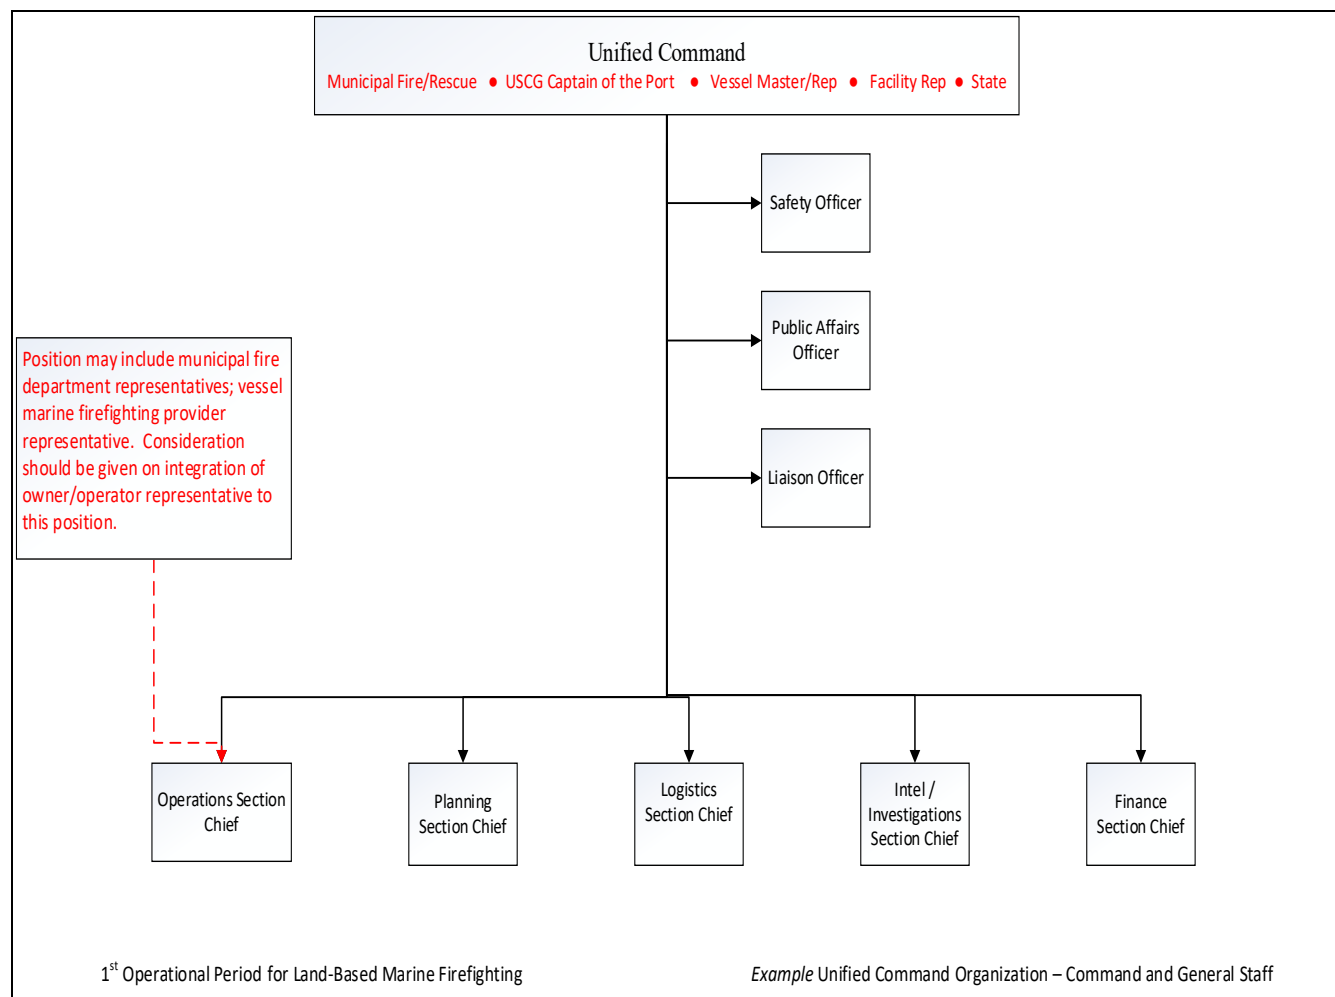 Unified Command
Municipal Fire/Rescue ● USCG Captain of the Port ● Vessel Master/Rep ● Facility Rep ● State
Safety Officer
Public Affairs
Officer
Liaison Officer
Position may include municipal fire
department representatives; vessel
marine firefighting provider
representative.  Consideration
should be given on integration of
owner/operator representative to
this position.
Operations Section
Chief
Planning
Section Chief
Logistics
Section Chief
Intel /
Investigations
Section Chief
Finance
Section Chief
1st Operational Period for Land-Based Marine Firefighting
Example Unified Command Organization – Command and General Staff